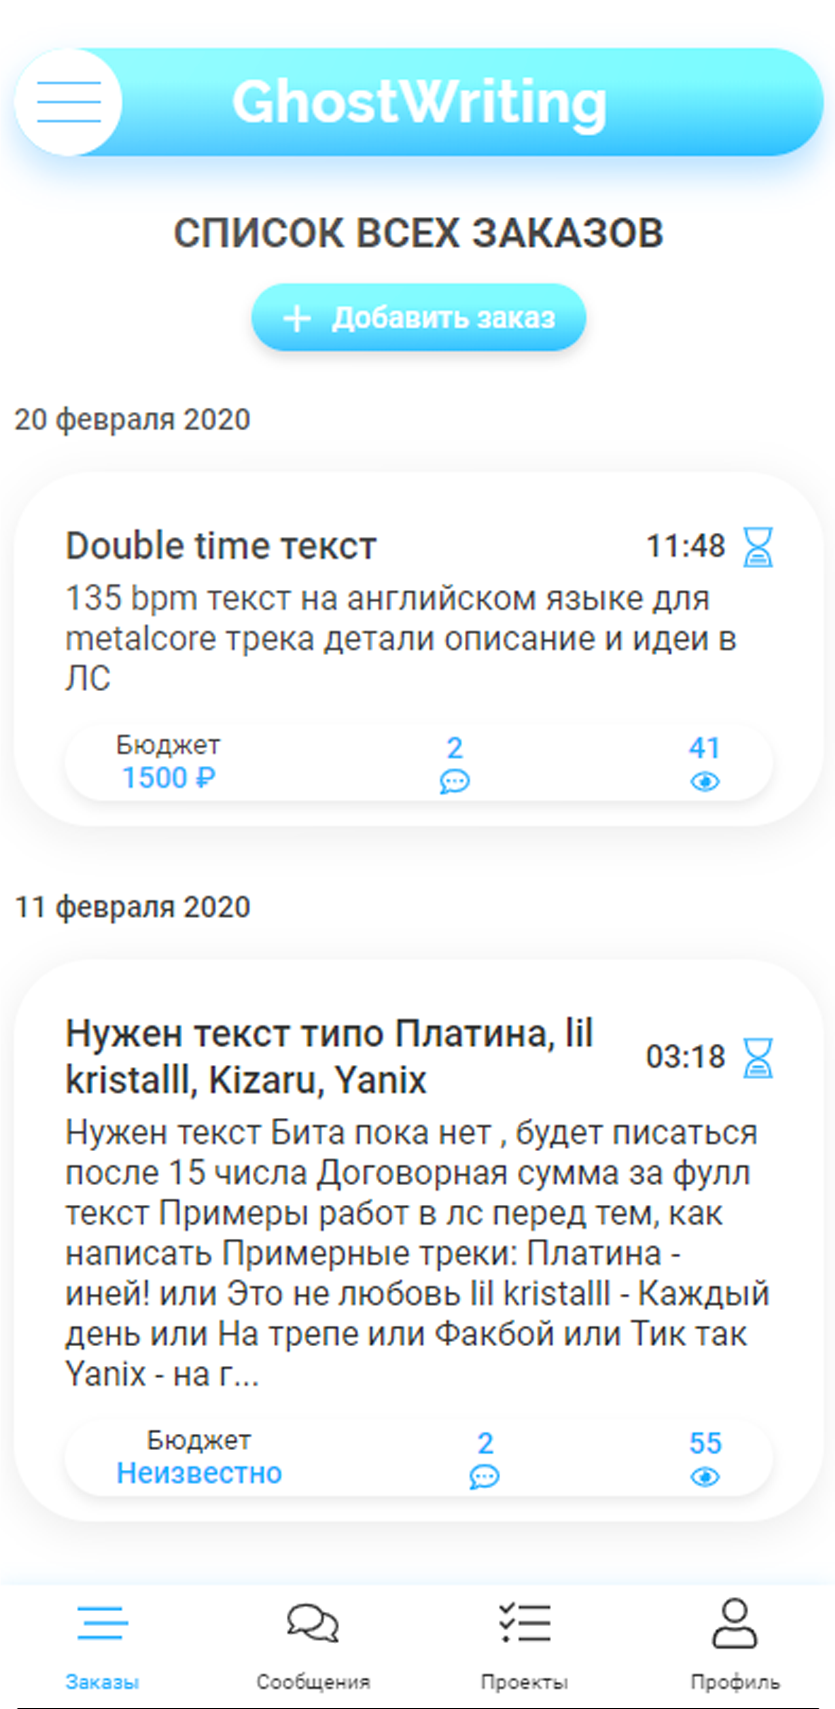 GhostWriting
СПИСОК ВСЕХ ЗАКАЗОВ
+ Добавить заказ
20 февраля 2020
Double time текст
11:48
135 bpm текст на английском языке для
metalcore трека детали описание и идеи в
ЛС
Бюджет
1500 ₽
2
41
11 февраля 2020
Нужен текст типо Платина, lil
kristalll, Kizaru, Yanix
03:18
Нужен текст Бита пока нет , будет писаться
после 15 числа Договорная сумма за фулл
текст Примеры работ в лс перед тем, как
написать Примерные треки: Платина -
иней! или Это не любовь lil kristalll - Каждый
день или На трепе или Факбой или Тик так
Yanix - на г...
Бюджет
Неизвестно
2
55
Заказы
Сообщения
Проекты
Профиль